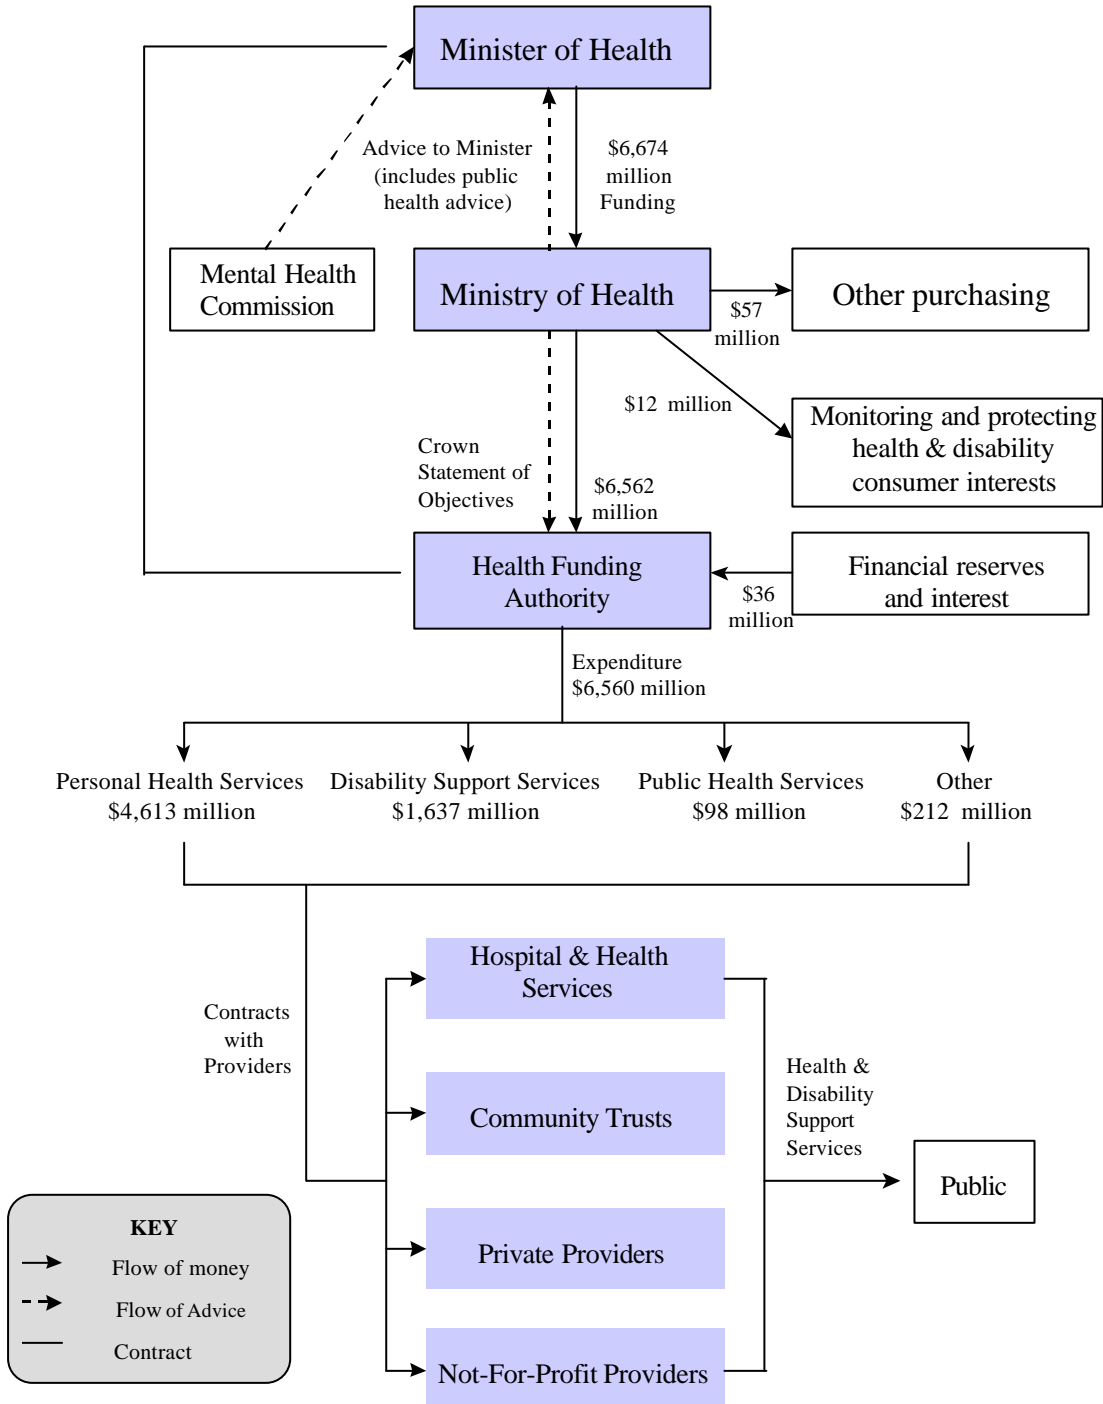 Minister of Health
Advice to Minister
(includes public
health advice)
$6,674
million
Funding
Mental Health
Commission
Ministry of Health
$57
million
Other purchasing
$12 million
Monitoring and protecting
health & disability
consumer interests
Crown
Statement of
Objectives
$6,562
million
Health Funding
Authority
$36
million
Financial reserves
and interest
Expenditure
$6,560 million
Personal Health Services
$4,613 million
Disability Support Services
$1,637 million
Public Health Services
$98 million
Other
$212 million
Contracts
with
Providers
Hospital & Health
Services
Community Trusts
Private Providers
Not-For-Profit Providers
Health &
Disability
Support
Services
Public
KEY
Flow of money
Flow of Advice
Contract